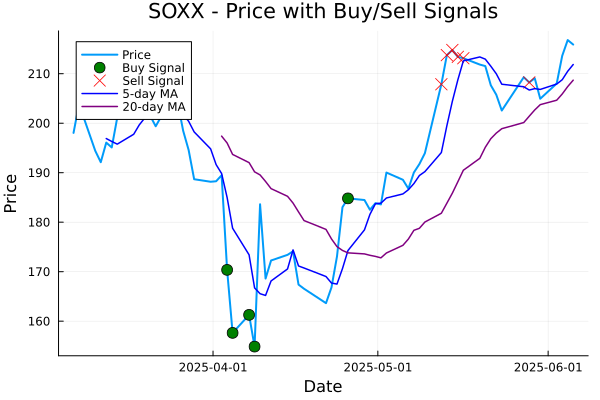 SOXX - Price with Buy/Sell Signals
Price
Buy Signal
Sell Signal
5-day MA
20-day MA
210
200
190
180
170
160
Price
2025-04-01
2025-05-01
2025-06-01
Date